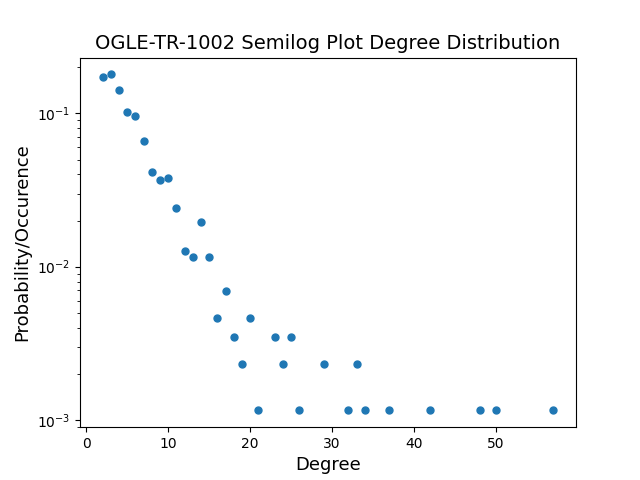 OGLE-TR-1002 Semilog Plot Degree Distribution
Probability/Occurence
10⁻¹
10⁻²
10⁻³
0 10 20 30 40 50
Degree